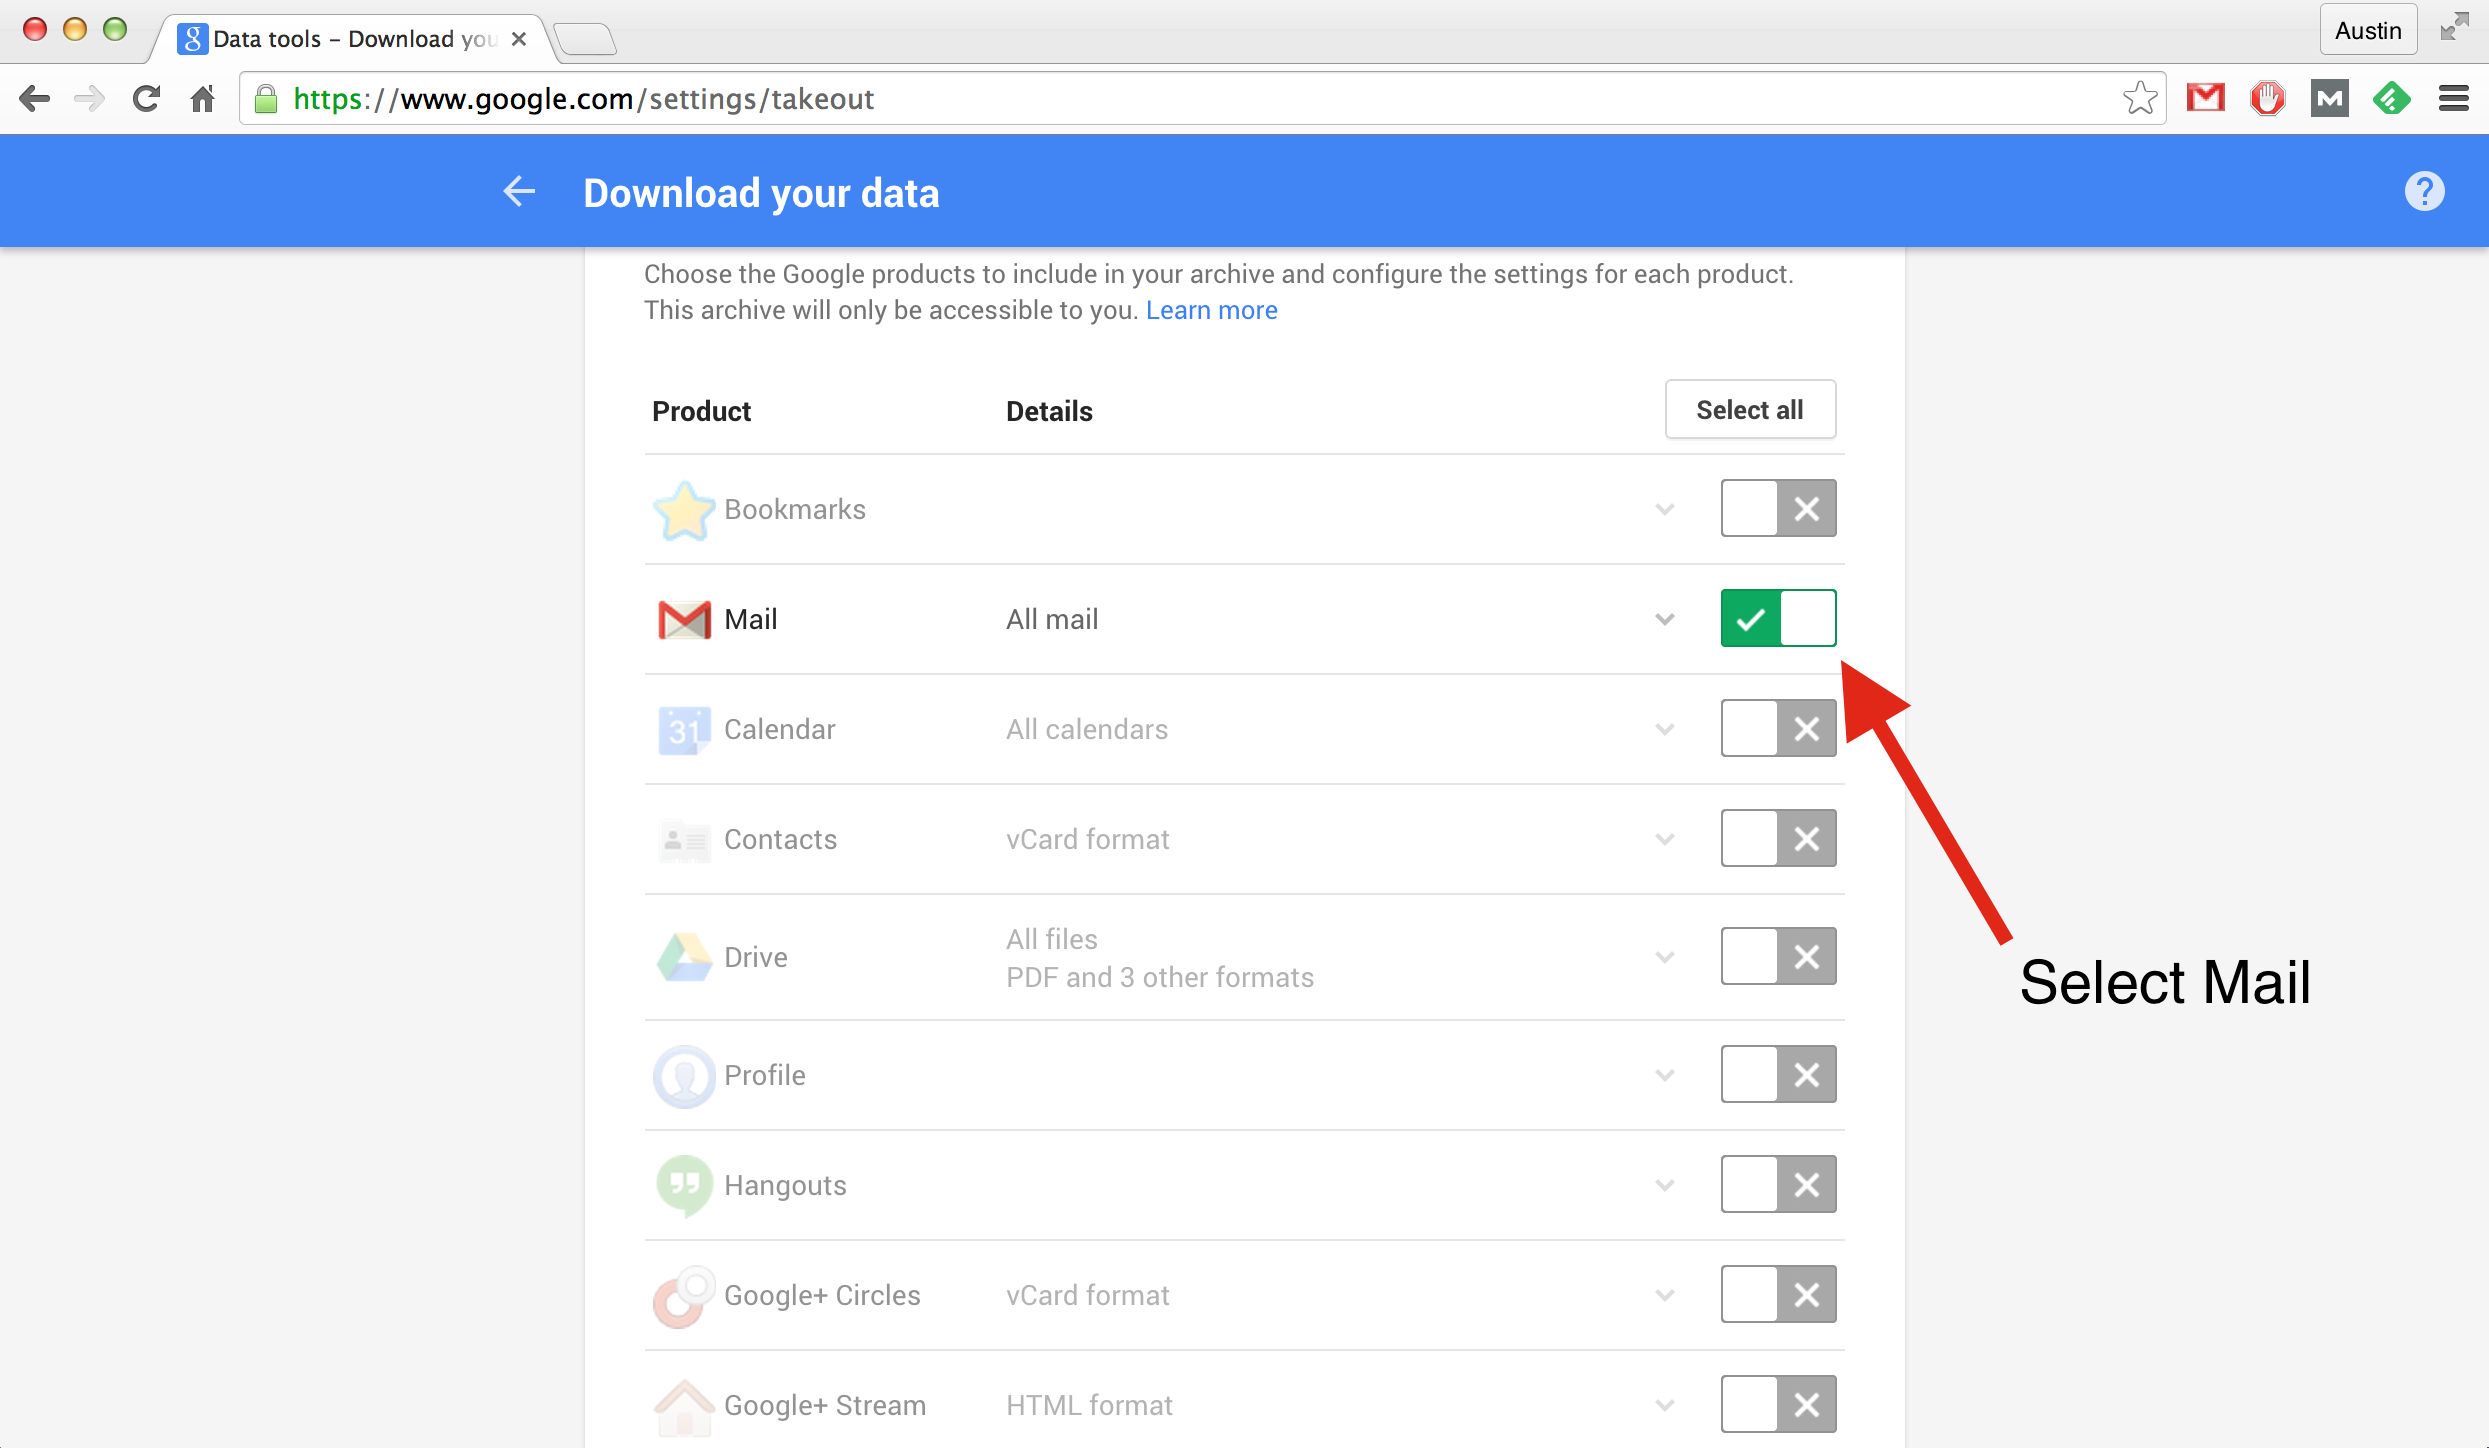 Data tools – Download you
Austin
https://www.google.com/settings/takeout
Download your data
Choose the Google products to include in your archive and configure the settings for each product.
This archive will only be accessible to you. Learn more
Product Details Select all
Bookmarks
Mail All mail
31 Calendar All calendars
Contacts vCard format
Drive All files
PDF and 3 other formats
Select Mail
Profile
Hangouts
Google+ Circles vCard format
Google+ Stream HTML format